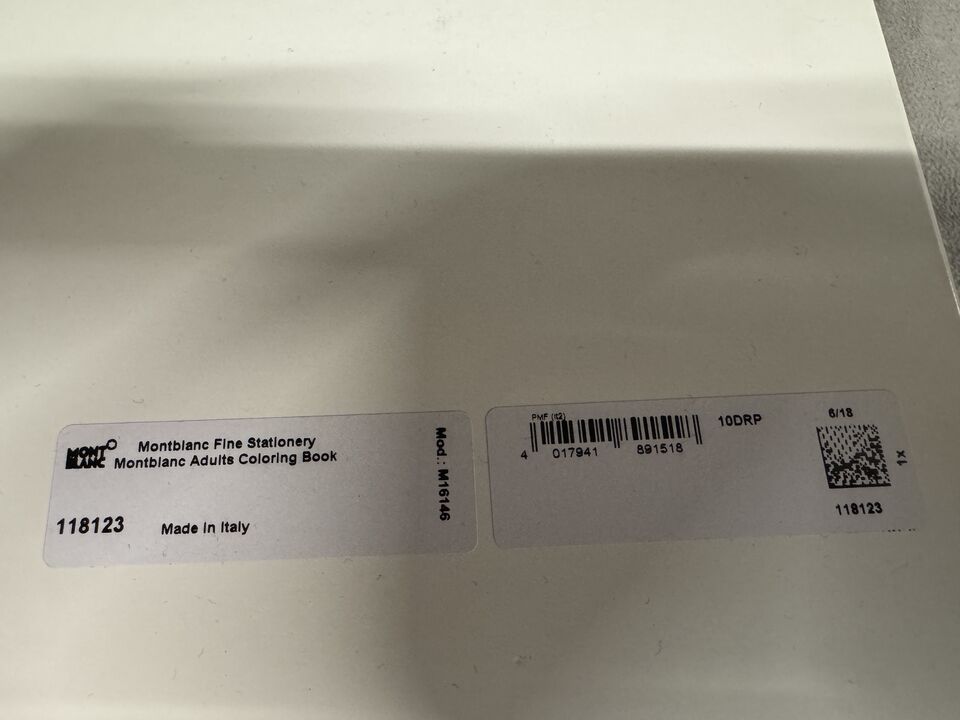 MONT
BLANC
Montblanc Fine Stationery
Montblanc Adults Coloring Book
118123
Made in Italy
Mod.: M16146
PMF (it2)
4 017941 891518
10DRP
6/18
1x
118123